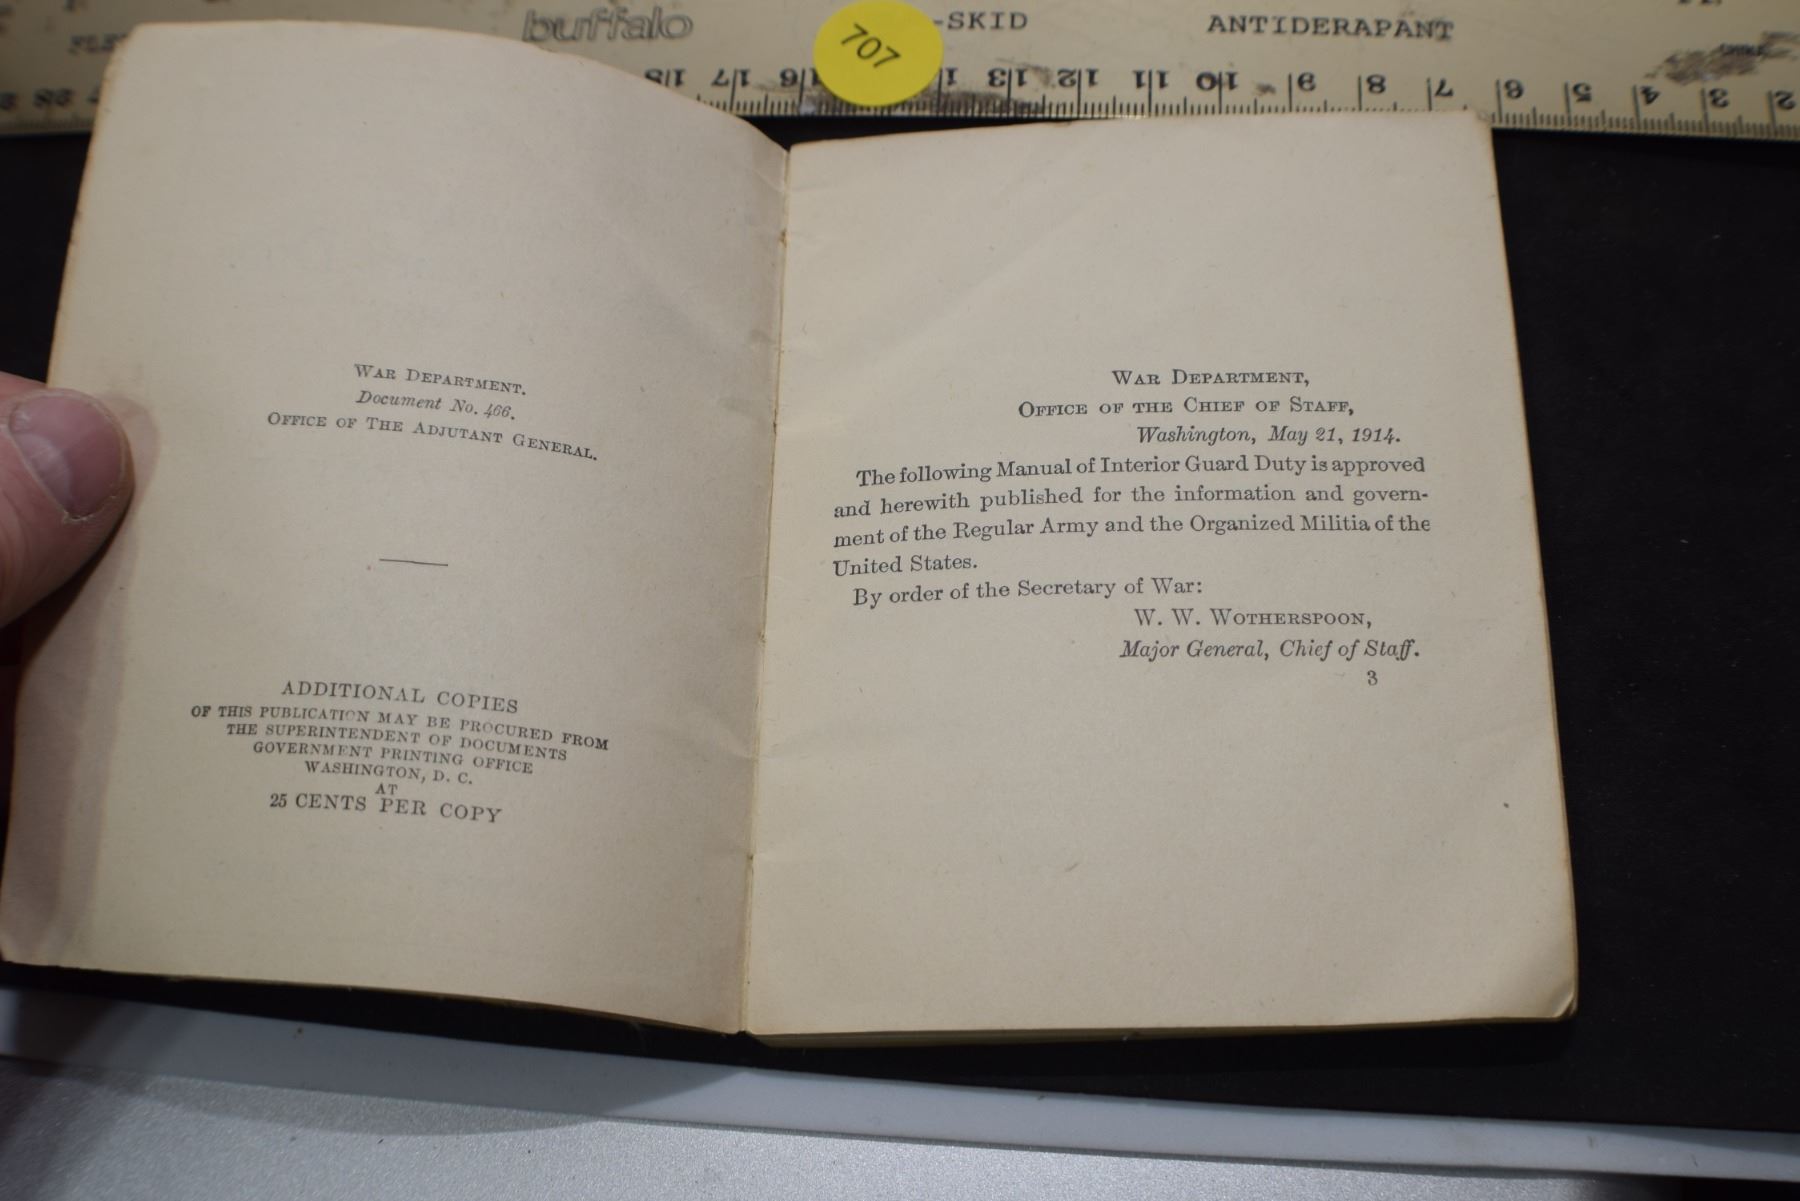 buffalo
-SKID
ANTIDERAPANT
707
18 17 16 1 13 12 11 10 9 8 7 6 5 4 3 2
War Department.
Document No. 466.
Office of The Adjutant General.
ADDITIONAL COPIES
OF THIS PUBLICATION MAY BE PROCURED FROM
THE SUPERINTENDENT OF DOCUMENTS
GOVERNMENT PRINTING OFFICE
WASHINGTON, D. C.
AT
25 CENTS PER COPY
War Department,
Office of the Chief of Staff,
Washington, May 21, 1914.
The following Manual of Interior Guard Duty is approved
and herewith published for the information and govern-
ment of the Regular Army and the Organized Militia of the
United States.
By order of the Secretary of War:
W. W. Wotherspoon,
Major General, Chief of Staff.
3